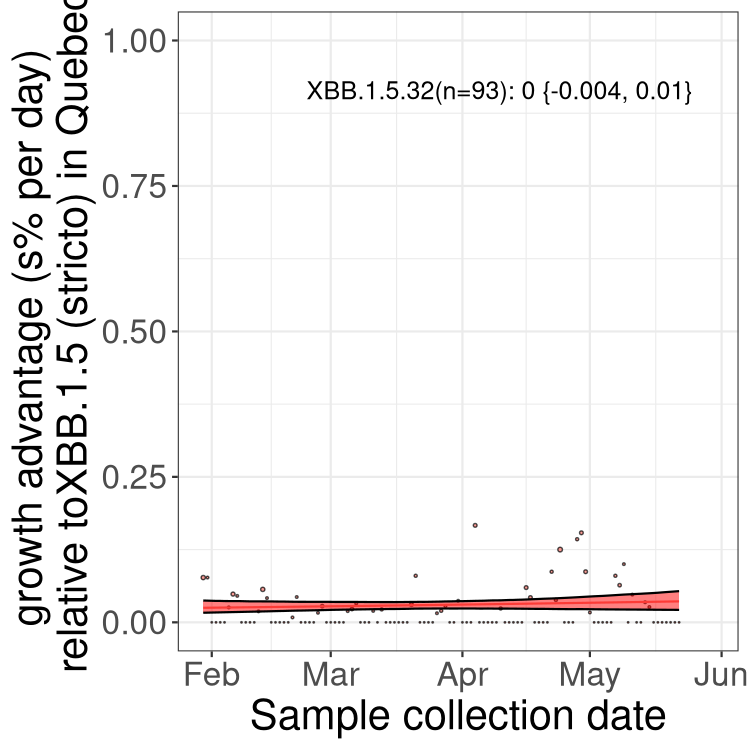 growth advantage (s% per day)
relative toXBB.1.5 (stricto) in Quebec
1.00
0.75
0.50
0.25
0.00
XBB.1.5.32(n=93): 0 {-0.004, 0.01}
Feb Mar Apr May Jun
Sample collection date